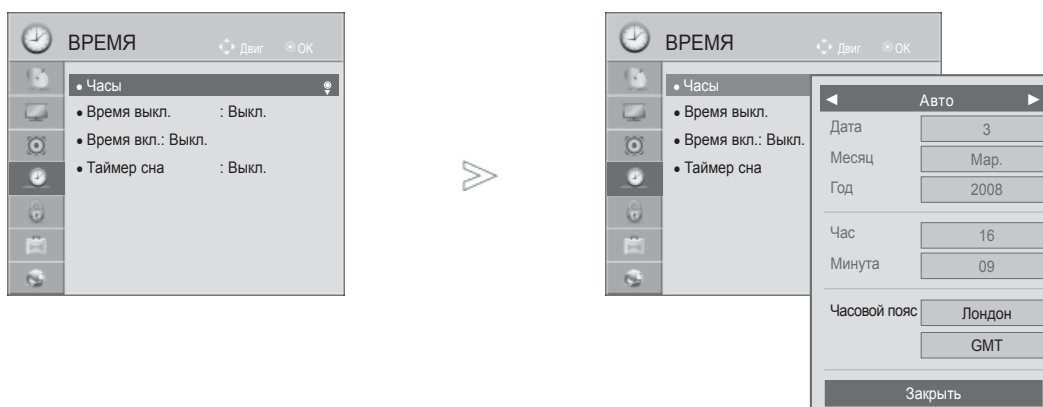 ВРЕМЯ Двиг OK
• Часы
• Время выкл. : Выкл.
• Время вкл.: Выкл.
• Таймер сна : Выкл.
ВРЕМЯ Двиг OK
• Часы
• Время выкл.
• Время вкл.: Выкл.
• Таймер сна
◄ Авто ►
Дата 3
Месяц Мар.
Год 2008
Час 16
Минута 09
Часовой пояс Лондон
GMT
Закрыть